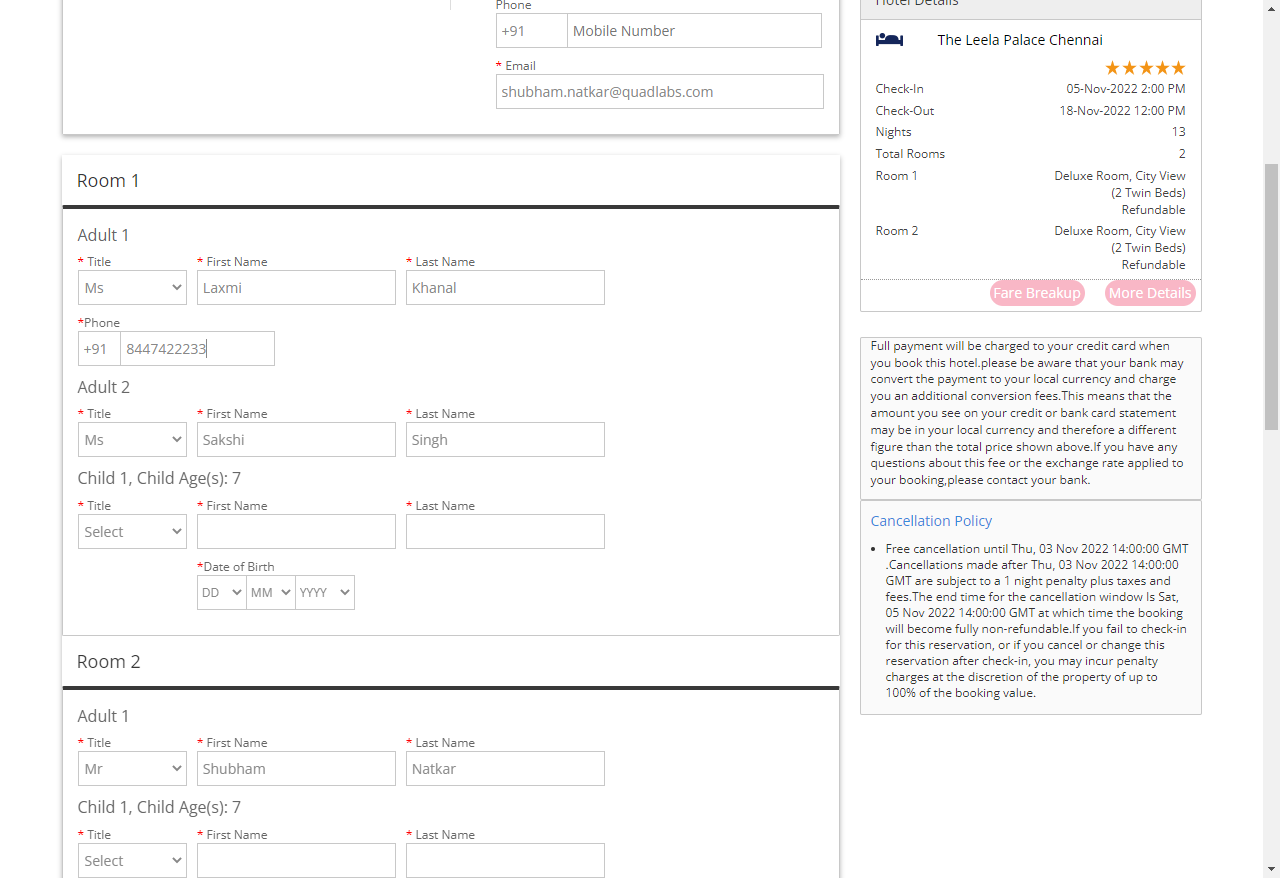 Phone
+91 Mobile Number
* Email
shubham.natkar@quadlabs.com
Room 1
Adult 1
* Title * First Name * Last Name
Ms Laxmi Khanal
*Phone
+91 8447422233
Adult 2
* Title * First Name * Last Name
Ms Sakshi Singh
Child 1, Child Age(s): 7
* Title * First Name * Last Name
Select
*Date of Birth
DD MM YYYY
Room 2
Adult 1
* Title * First Name * Last Name
Mr Shubham Natkar
Child 1, Child Age(s): 7
* Title * First Name * Last Name
Select
Hotel Details
The Leela Palace Chennai
Check-In 05-Nov-2022 2:00 PM
Check-Out 18-Nov-2022 12:00 PM
Nights 13
Total Rooms 2
Room 1 Deluxe Room, City View
(2 Twin Beds)
Refundable
Room 2 Deluxe Room, City View
(2 Twin Beds)
Refundable
Fare Breakup More Details
Full payment will be charged to your credit card when
you book this hotel.please be aware that your bank may
convert the payment to your local currency and charge
you an additional conversion fees.This means that the
amount you see on your credit or bank card statement
may be in your local currency and therefore a different
figure than the total price shown above.If you have any
questions about this fee or the exchange rate applied to
your booking,please contact your bank.
Cancellation Policy
• Free cancellation until Thu, 03 Nov 2022 14:00:00 GMT
.Cancellations made after Thu, 03 Nov 2022 14:00:00
GMT are subject to a 1 night penalty plus taxes and
fees.The end time for the cancellation window Is Sat,
05 Nov 2022 14:00:00 GMT at which time the booking
will become fully non-refundable.If you fail to check-in
for this reservation, or if you cancel or change this
reservation after check-in, you may incur penalty
charges at the discretion of the property of up to
100% of the booking value.